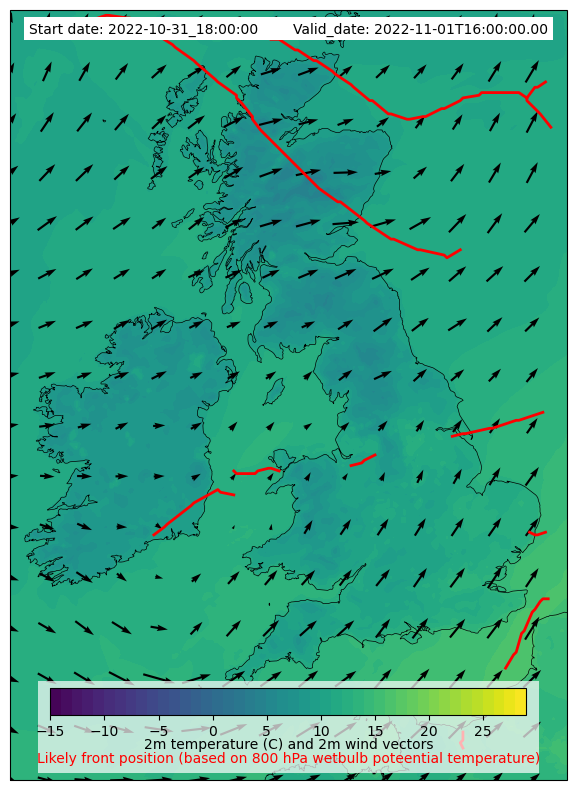 Start date: 2022-10-31_18:00:00 Valid_date: 2022-11-01T16:00:00.00
−15 −10 −5 0 5 10 15 20 25
2m temperature (C) and 2m wind vectors
Likely front position (based on 800 hPa wetbulb poteential temperature)